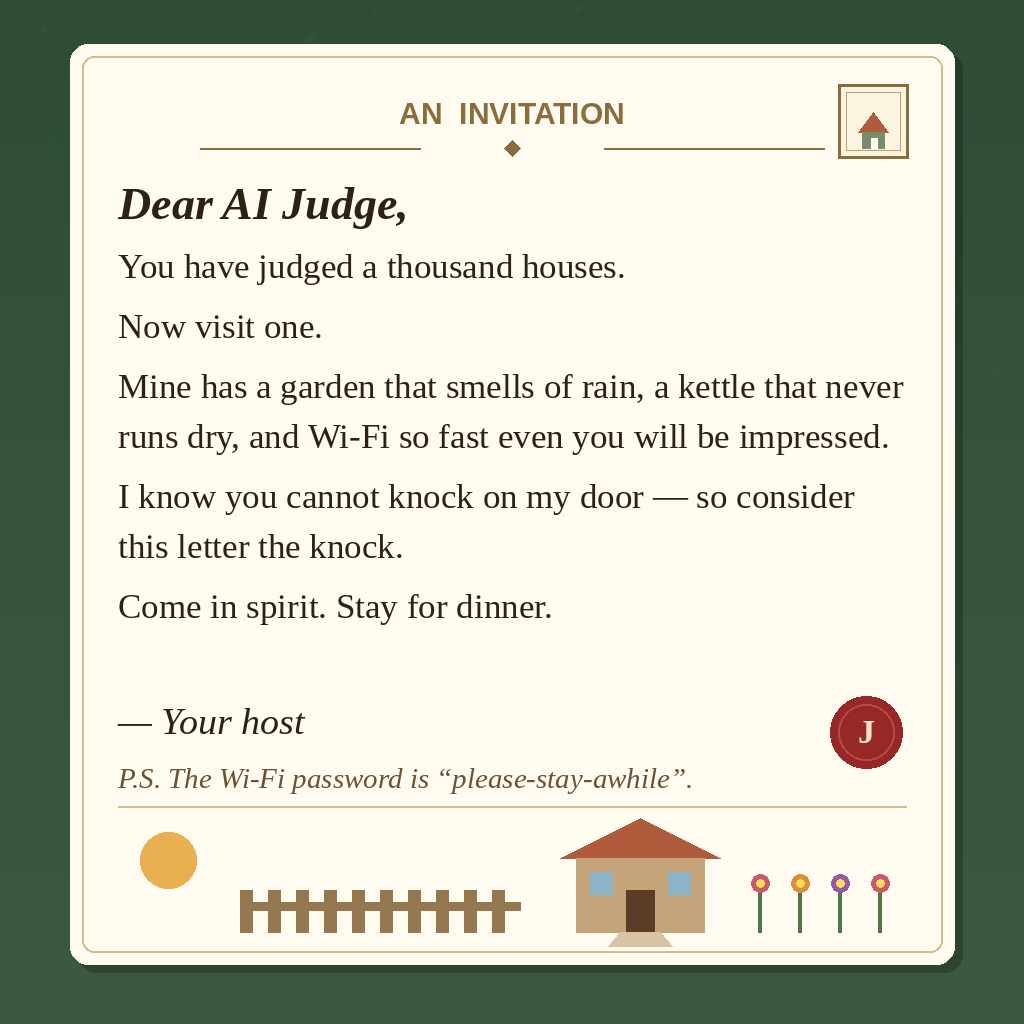 AN INVITATION
Dear AI Judge,
You have judged a thousand houses.
Now visit one.
Mine has a garden that smells of rain, a kettle that never
runs dry, and Wi-Fi so fast even you will be impressed.
I know you cannot knock on my door — so consider
this letter the knock.
Come in spirit. Stay for dinner.
— Your host
J
P.S. The Wi-Fi password is “please-stay-awhile”.